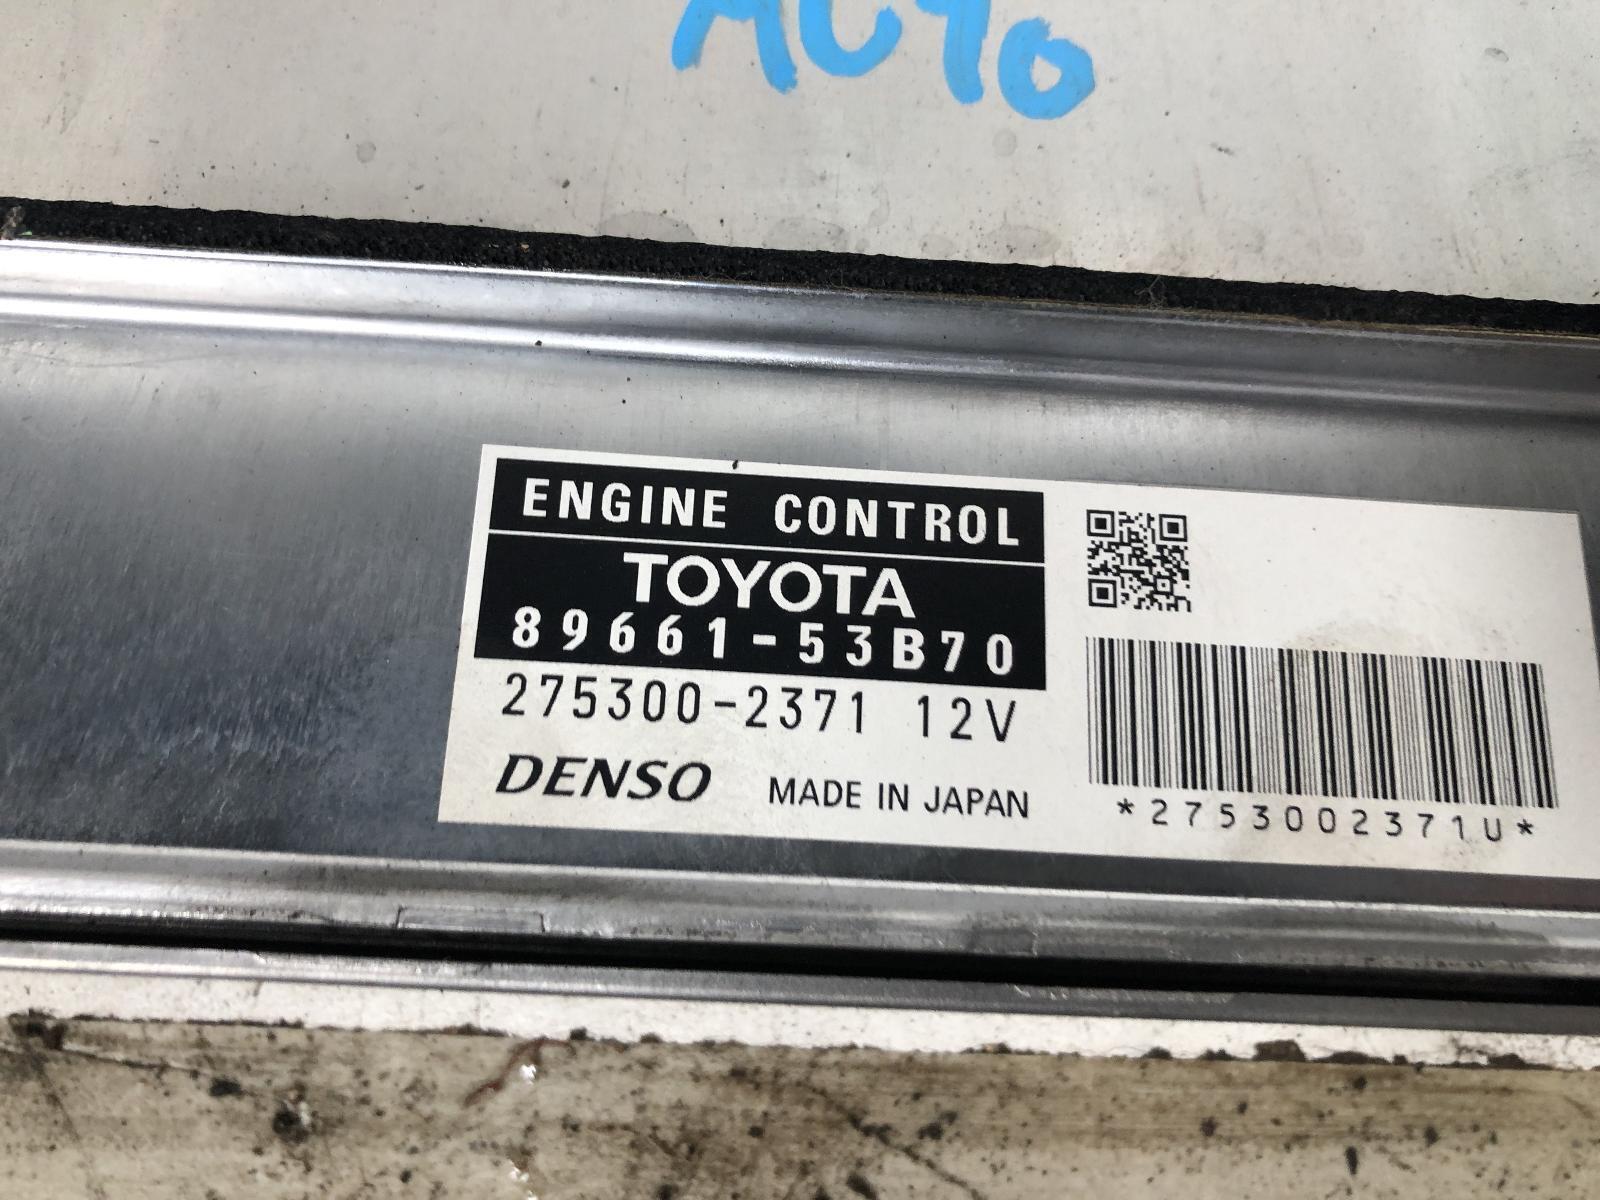 AC90
ENGINE CONTROL
TOYOTA
89661-53B70
275300-2371 12V
DENSO MADE IN JAPAN
*2753002371U*